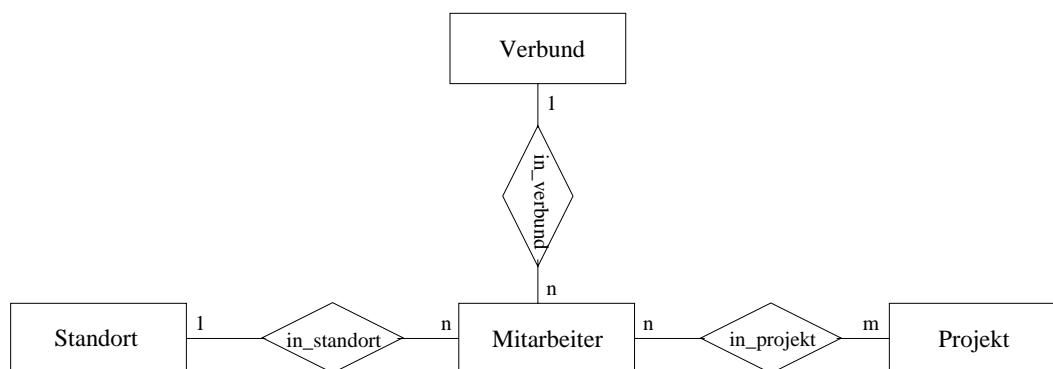 Verbund
1
in_verbund
n
Standort
1
in_standort
n
Mitarbeiter
n
in_projekt
m
Projekt